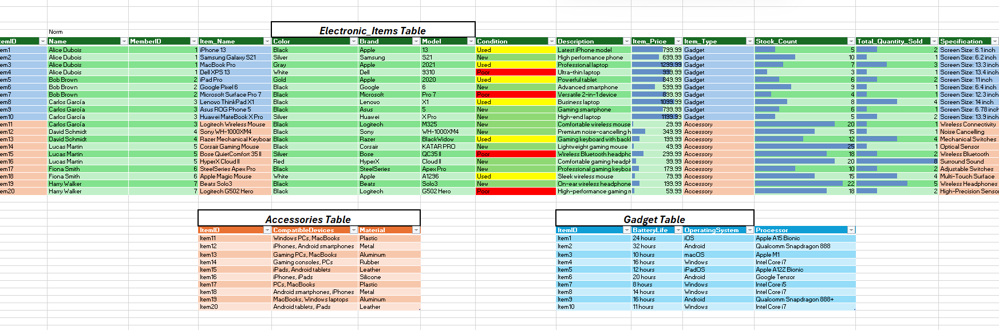 Electronic_Items Table
Norm
emID Name MemberID Item_Name Color Brand Model Condition Description Item_Price Item_Type Stock_Count Total_Quantity_Sold Specification
em1 Alice Dubois 1 iPhone 13 Black Apple 13 Used Latest iPhone model 799.99 Gadget 5 2 Screen Size: 6.1 inch
em2 Alice Dubois 1 Samsung Galaxy S21 Silver Samsung S21 New High performance phone 699.99 Gadget 10 1 Screen Size: 6.2 inch
em3 Alice Dubois 1 MacBook Pro Gray Apple 2021 Used Professional laptop 1299.99 Gadget 7 3 Screen Size: 13.3 inch
em4 Alice Dubois 1 Dell XPS 13 White Dell 9310 Poor Ultra-thin laptop 999.99 Gadget 3 1 Screen Size: 13.4 inch
em5 Bob Brown 2 iPad Pro Gold Apple 2020 Used Powerful tablet 849.99 Gadget 6 2 Screen Size: 11 inch
em6 Bob Brown 2 Google Pixel 6 Black Google 6 New Advanced smartphone 599.99 Gadget 9 1 Screen Size: 6.4 inch
em7 Bob Brown 2 Microsoft Surface Pro 7 Black Microsoft Pro 7 Poor Versatile 2-in-1 device 899.99 Gadget 4 1 Screen Size: 12.3 inch
em8 Carlos García 3 Lenovo ThinkPad X1 Black Lenovo X1 Used Business laptop 1099.99 Gadget 8 4 Screen Size: 14 inch
em9 Carlos García 3 Asus ROG Phone 5 Black Asus 5 New Gaming smartphone 799.99 Gadget 6 1 Screen Size: 6.78 inch
em10 Carlos García 3 Huawei MateBook X Pro Silver Huawei X Pro New High-end laptop 1199.99 Gadget 5 2 Screen Size: 13.9 inch
em11 Carlos García 3 Logitech Wireless Mouse Black Logitech M325 New Comfortable wireless mouse 29.99 Accessory 20 1 Wireless Connectivity
em12 David Schmidt 4 Sony WH-1000XM4 Black Sony WH-1000XM4 New Premium noise-cancelling h 349.99 Accessory 15 1 Noise Cancelling
em13 David Schmidt 4 Razer Mechanical Keyboar Black Razer BlackWidow Used Gaming keyboard with backl 199.99 Accessory 12 4 Mechanical Switches
em14 Lucas Martin 5 Corsair Gaming Mouse Black Corsair KATAR PRO New Lightweight gaming mouse 49.99 Accessory 25 1 Optical Sensor
em15 Lucas Martin 5 Bose QuietComfort 35 II Silver Bose QC35 II Poor Wireless Bluetooth headpho 299.99 Accessory 18 2 Wireless Bluetooth
em16 Lucas Martin 5 HyperX Cloud II Red HyperX Cloud II New Comfortable gaming headph 99.99 Accessory 20 8 Surround Sound
em17 Fiona Smith 6 SteelSeries Apex Pro Black SteelSeries Apex Pro New Professional gaming keyboa 179.99 Accessory 10 2 Adjustable Switches
em18 Fiona Smith 6 Apple Magic Mouse White Apple A1296 Used Sleek wireless mouse 79.99 Accessory 15 4 Multi-Touch Surface
em19 Harry Walker 7 Beats Solo3 Black Beats Solo3 New On-ear wireless headphone 199.99 Accessory 22 5 Wireless Headphones
em20 Harry Walker 7 Logitech G502 Hero Black Logitech G502 Hero Poor High-performance gaming m 59.99 Accessory 18 2 High-Precision Senso
Accessories Table
ItemID CompatibleDevices Material
Item11 Windows PCs, MacBooks Plastic
Item12 iPhones, Android smartphones Metal
Item13 Gaming PCs, MacBooks Aluminum
Item14 Gaming consoles, PCs Rubber
Item15 iPads, Android tablets Leather
Item16 iPhones, iPads Silicone
Item17 PCs, MacBooks Plastic
Item18 Android smartphones, iPhones Metal
Item19 MacBooks, Windows laptops Aluminum
Item20 Android tablets, iPads Leather
Gadget Table
ItemID BatteryLife OperatingSystem Processor
Item1 24 hours iOS Apple A15 Bionic
Item2 32 hours Android Qualcomm Snapdragon 888
Item3 10 hours macOS Apple M1
Item4 16 hours Windows Intel Core i7
Item5 12 hours iPadOS Apple A12Z Bionic
Item6 20 hours Android Google Tensor
Item7 8 hours Windows Intel Core i5
Item8 14 hours Windows Intel Core i7
Item9 16 hours Android Qualcomm Snapdragon 888+
Item10 11 hours Windows Intel Core i7